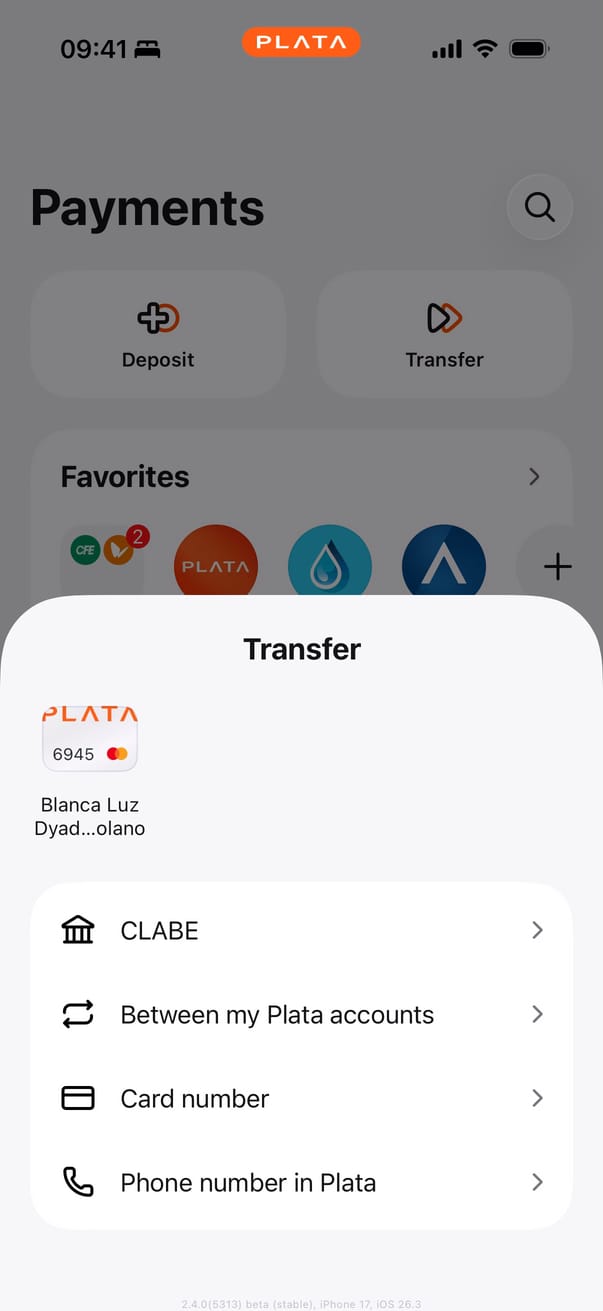 09:41
PLATA
Payments
Deposit
Transfer
Favorites
CFE
2
PLATA
Transfer
PLATA
6945
Blanca Luz
Dyad...olano
CLABE
Between my Plata accounts
Card number
Phone number in Plata
2.4.0(5313) beta (stable), iPhone 17, iOS 26.3